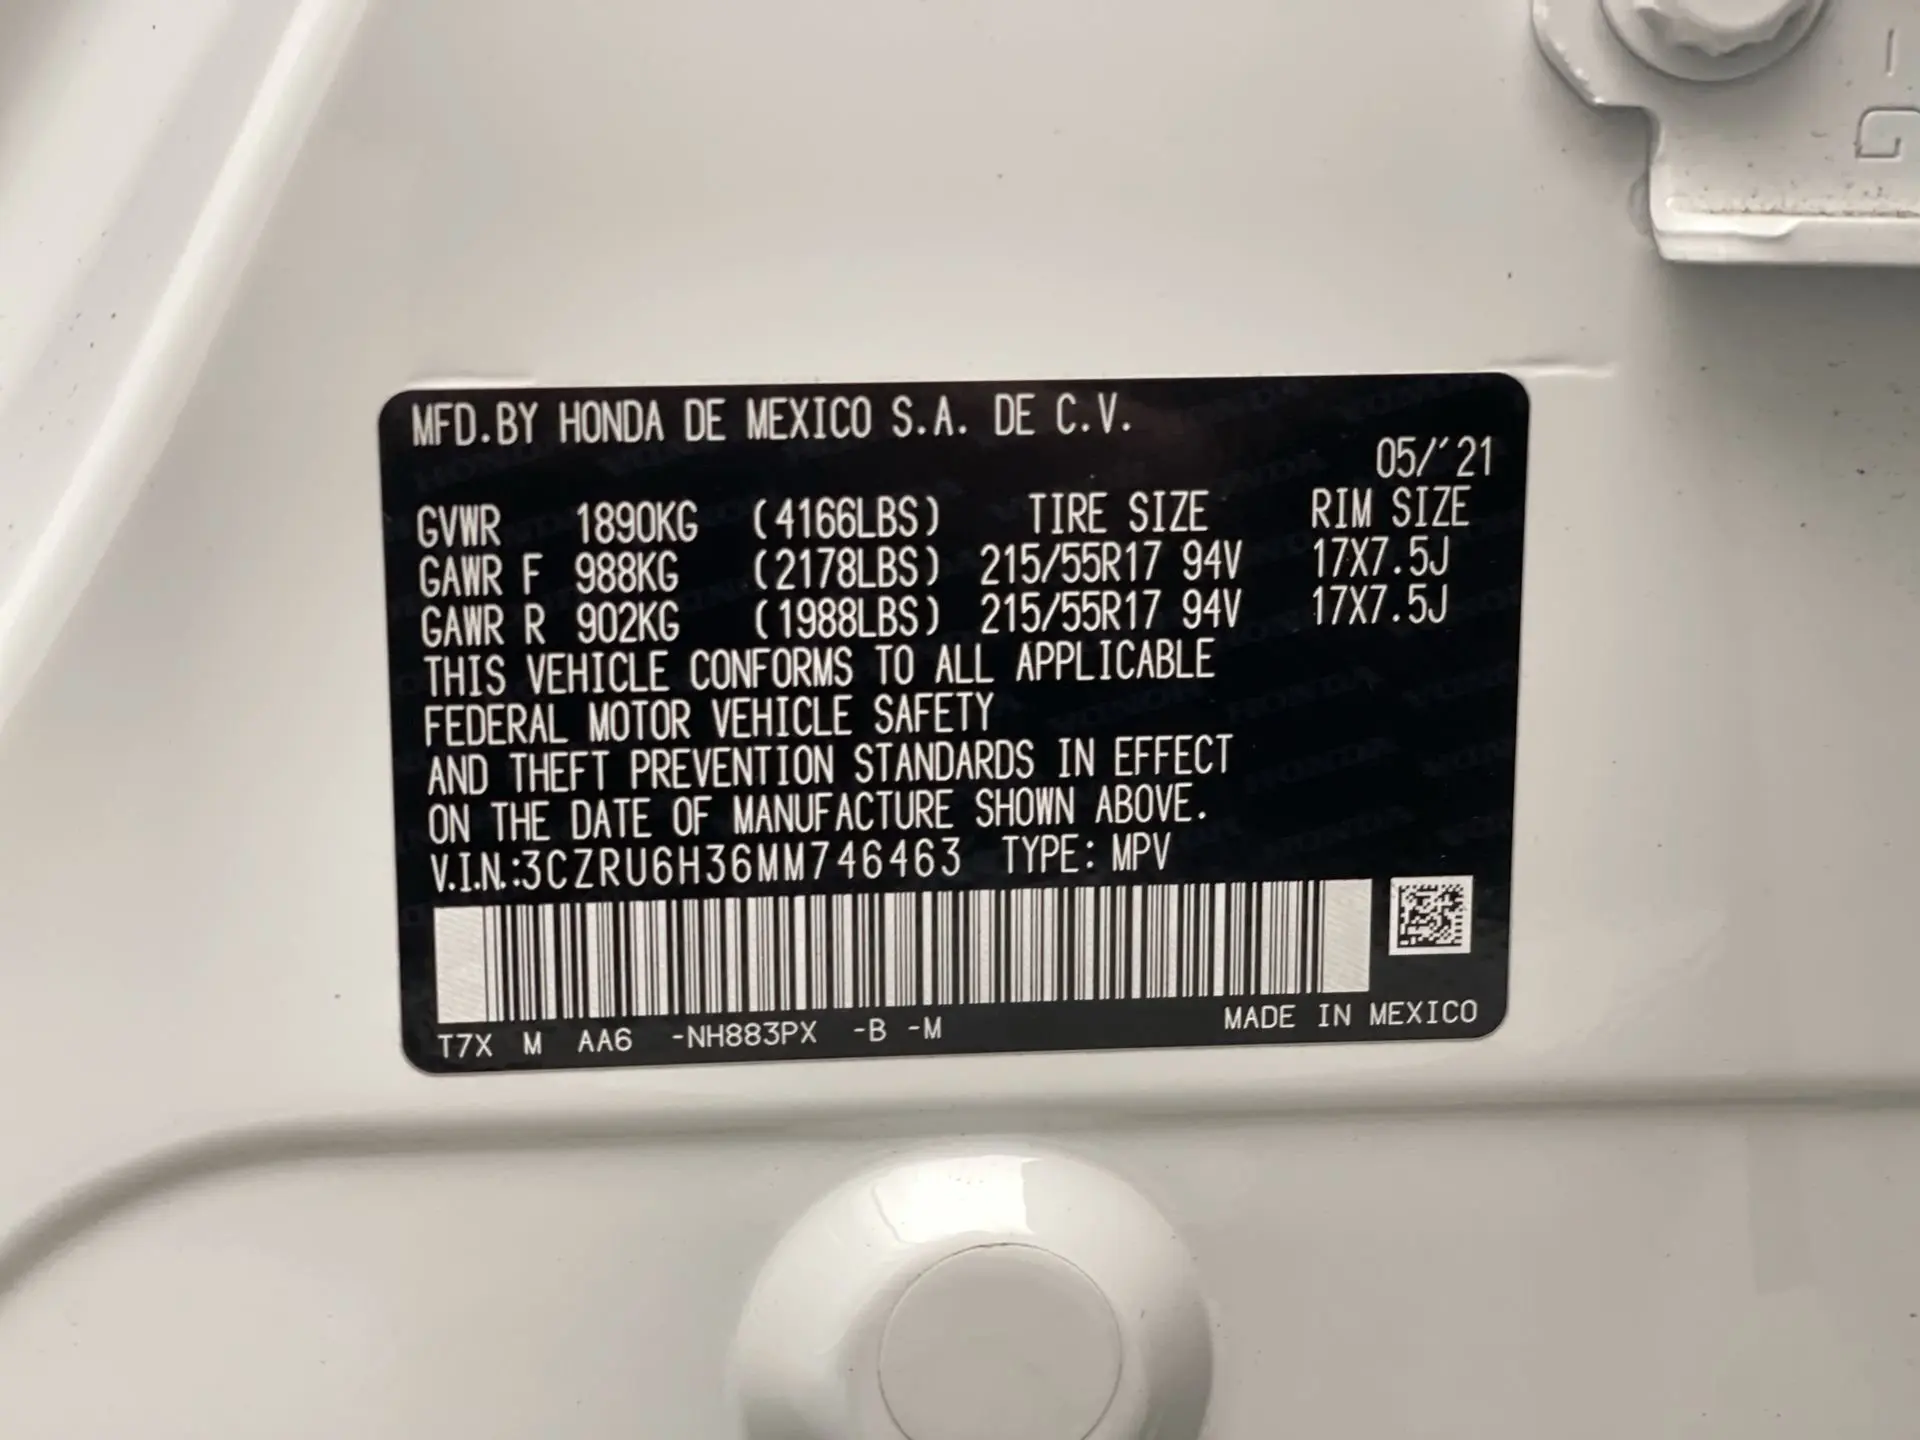 MFD.BY HONDA DE MEXICO S.A. DE C.V.
05/'21
GVWR 1890KG (4166LBS) TIRE SIZE RIM SIZE
GAWR F 988KG (2178LBS) 215/55R17 94V 17X7.5J
GAWR R 902KG (1988LBS) 215/55R17 94V 17X7.5J
THIS VEHICLE CONFORMS TO ALL APPLICABLE
FEDERAL MOTOR VEHICLE SAFETY
AND THEFT PREVENTION STANDARDS IN EFFECT
ON THE DATE OF MANUFACTURE SHOWN ABOVE.
V.I.N.:3CZRU6H36MM746463 TYPE: MPV
T7X M AA6 -NH883PX -B -M MADE IN MEXICO